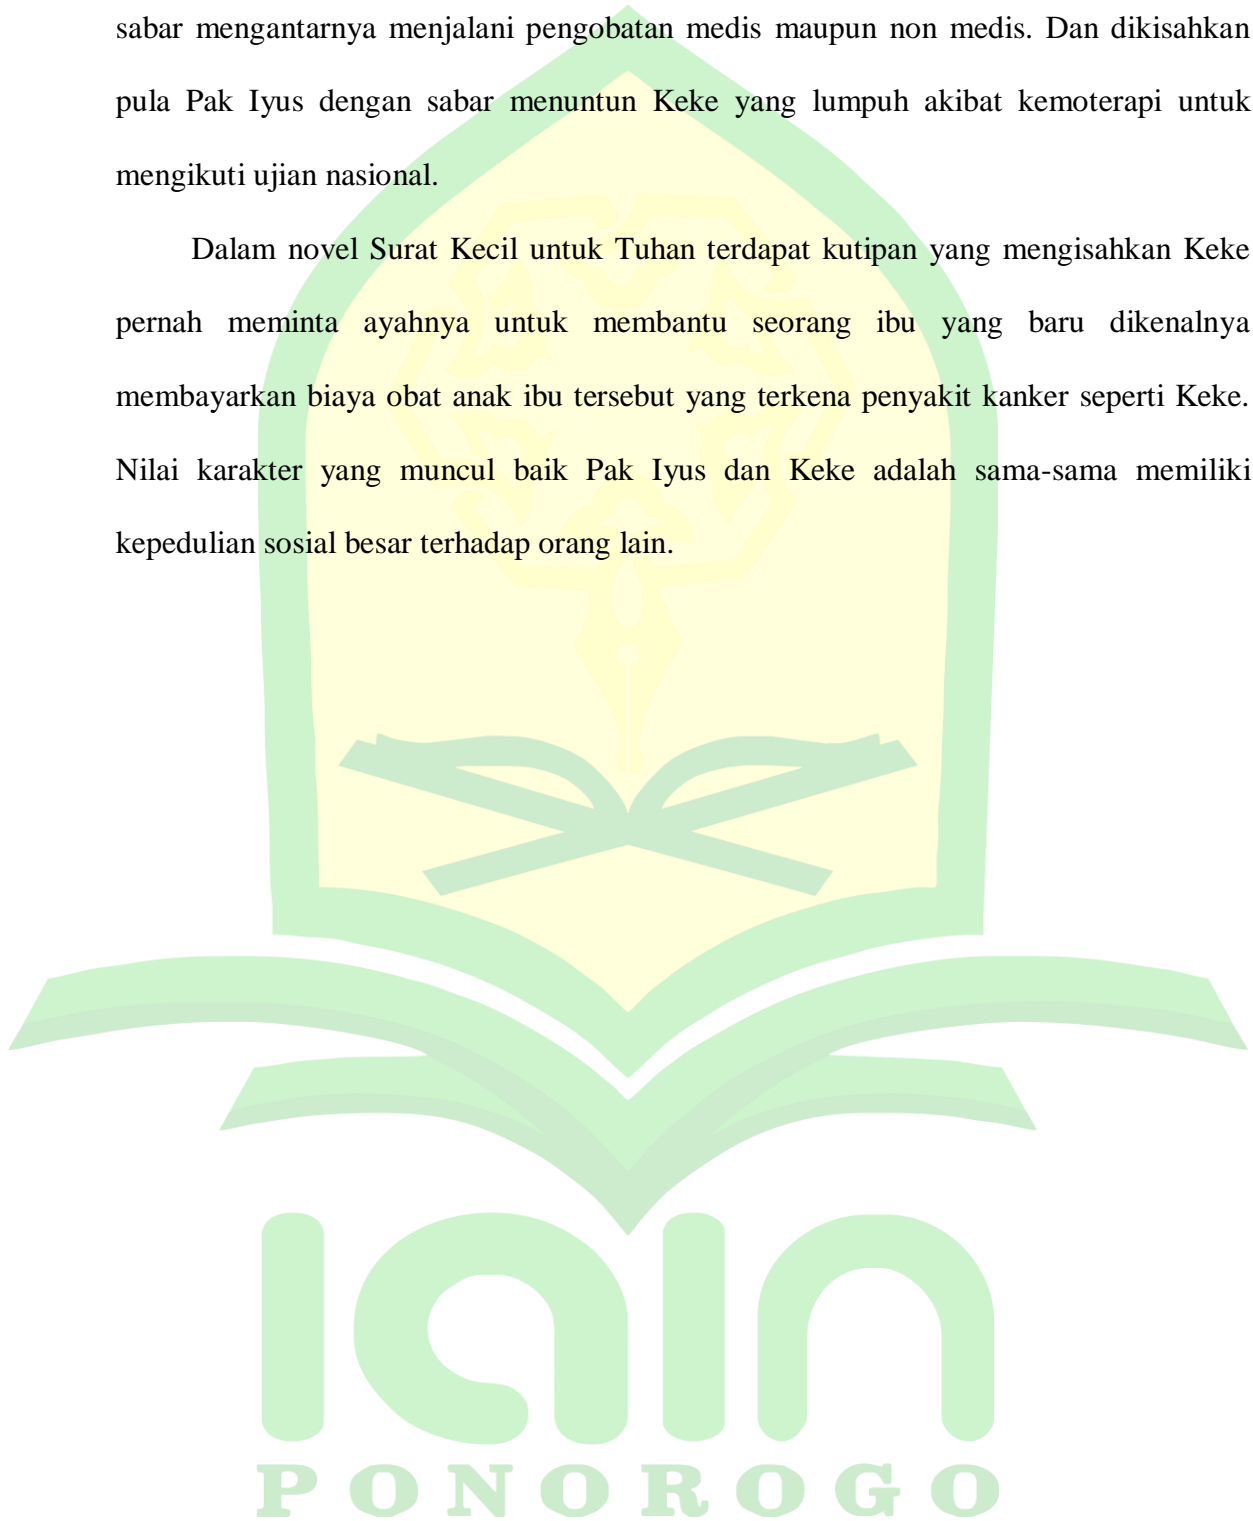 sabar mengantarnya menjalani pengobatan medis maupun non medis. Dan dikisahkan
pula Pak Iyus dengan sabar menuntun Keke yang lumpuh akibat kemoterapi untuk
mengikuti ujian nasional.
Dalam novel Surat Kecil untuk Tuhan terdapat kutipan yang mengisahkan Keke
pernah meminta ayahnya untuk membantu seorang ibu yang baru dikenalnya
membayarkan biaya obat anak ibu tersebut yang terkena penyakit kanker seperti Keke.
Nilai karakter yang muncul baik Pak Iyus dan Keke adalah sama-sama memiliki
kepedulian sosial besar terhadap orang lain.
iain
PONOROGO